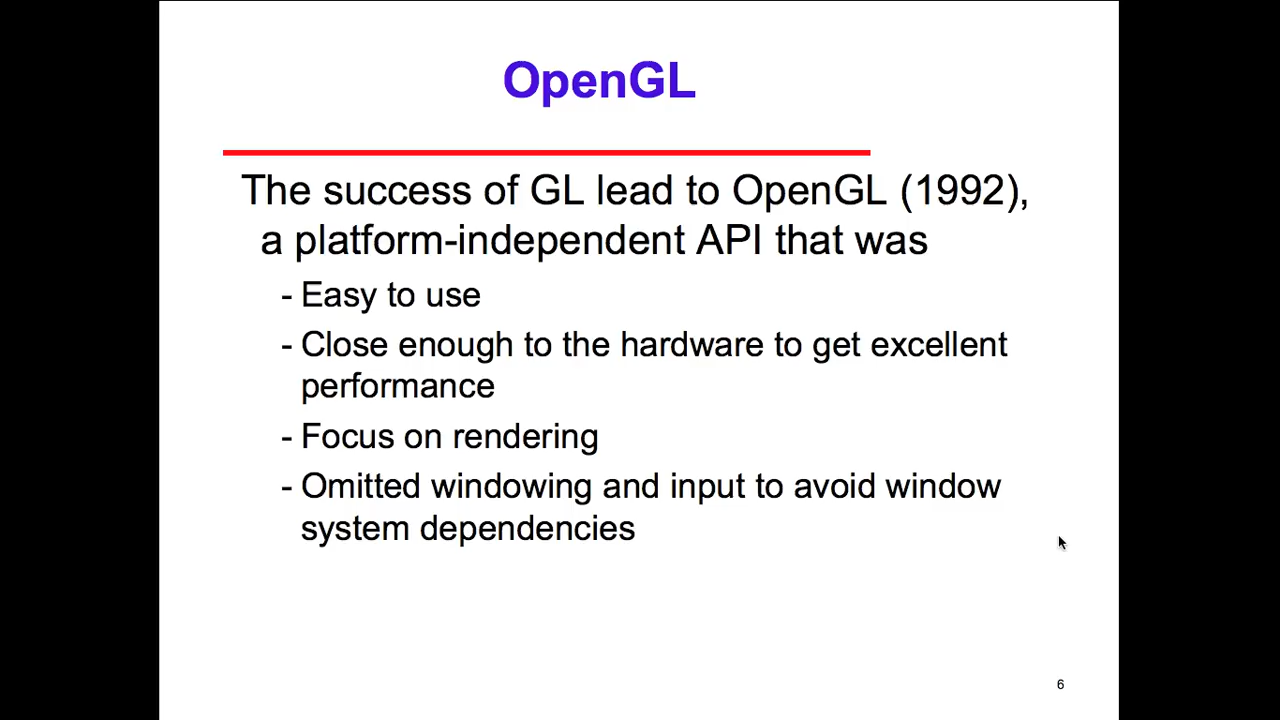 OpenGL
The success of GL lead to OpenGL (1992),
a platform-independent API that was
- Easy to use
- Close enough to the hardware to get excellent
performance
- Focus on rendering
- Omitted windowing and input to avoid window
system dependencies
6